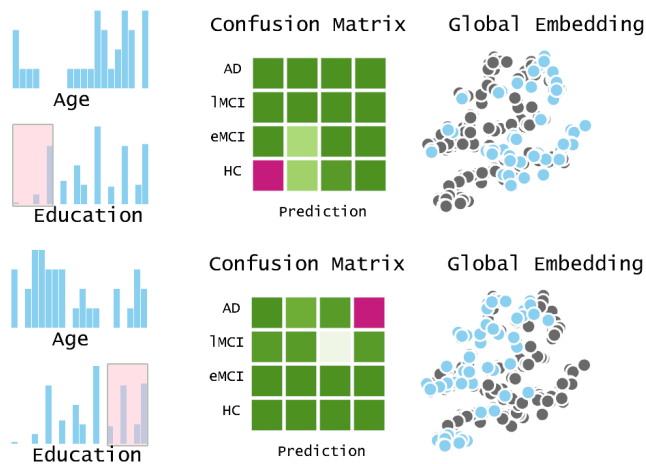 Confusion Matrix
Global Embedding
AD
lMCI
eMCI
HC
Age
Education
Prediction
Confusion Matrix
Global Embedding
AD
lMCI
eMCI
HC
Age
Education
Prediction